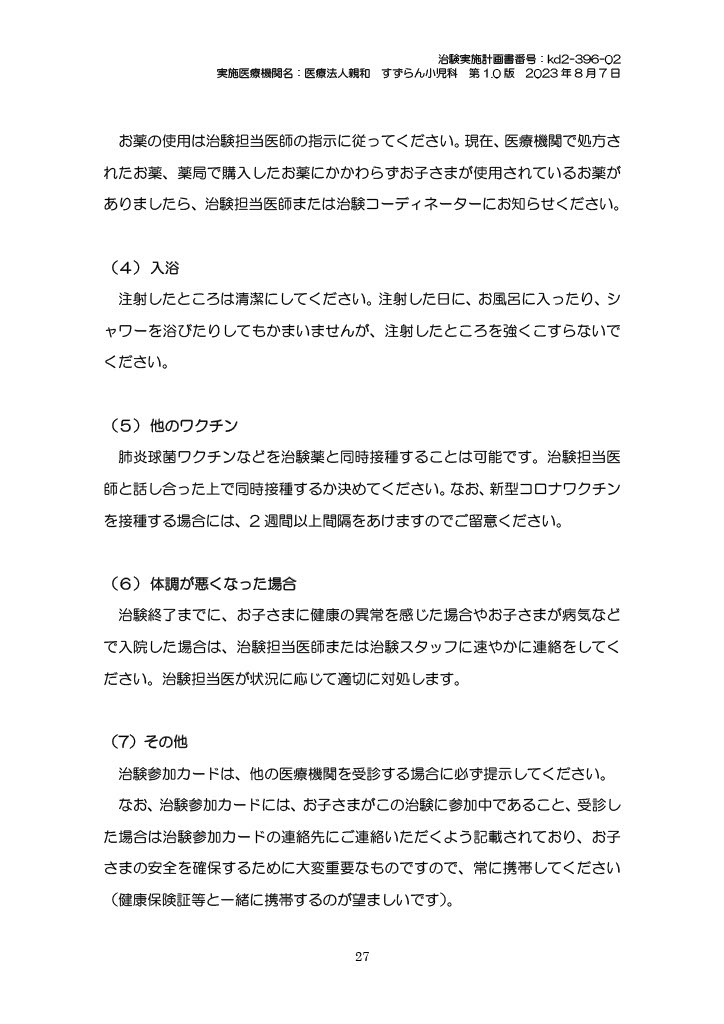 治験実施計画書番号：kd2-396-02
実施医療機関名：医療法人親和　すずらん小児科　第 1.0 版　2023 年 8 月 7 日
お薬の使用は治験担当医師の指示に従ってください。現在、医療機関で処方さ
れたお薬、薬局で購入したお薬にかかわらずお子さまが使用されているお薬が
ありましたら、治験担当医師または治験コーディネーターにお知らせください。
（4） 入浴
注射したところは清潔にしてください。注射した日に、お風呂に入ったり、シ
ャワーを浴びたりしてもかまいませんが、注射したところを強くこすらないで
ください。
（5） 他のワクチン
肺炎球菌ワクチンなどを治験薬と同時接種することは可能です。治験担当医
師と話し合った上で同時接種するか決めてください。なお、新型コロナワクチン
を接種する場合には、2 週間以上間隔をあけますのでご留意ください。
（6） 体調が悪くなった場合
治験終了までに、お子さまに健康の異常を感じた場合やお子さまが病気など
で入院した場合は、治験担当医師または治験スタッフに速やかに連絡をしてく
ださい。治験担当医が状況に応じて適切に対処します。
（7）その他
治験参加カードは、他の医療機関を受診する場合に必ず提示してください。
なお、治験参加カードには、お子さまがこの治験に参加中であること、受診し
た場合は治験参加カードの連絡先にご連絡いただくよう記載されており、お子
さまの安全を確保するために大変重要なものですので、常に携帯してください
（健康保険証等と一緒に携帯するのが望ましいです）。
27